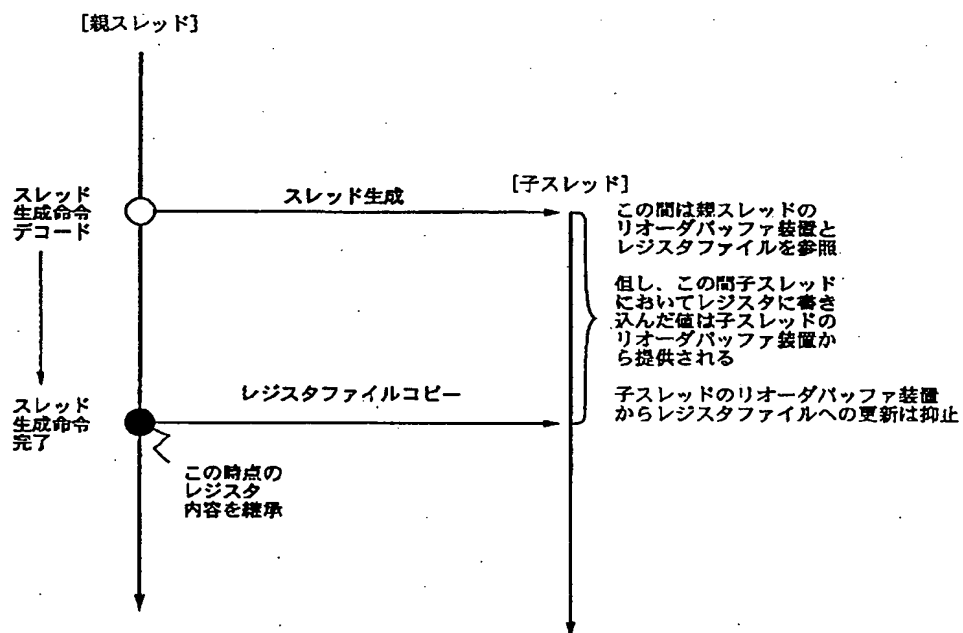 [親スレッド]
スレッド
生成命令
デコード
スレッド生成
[子スレッド]
この間は親スレッドの
リオーダバッファ装置と
レジスタファイルを参照
但し、この間子スレッド
においてレジスタに書き
込んだ値は子スレッドの
リオーダバッファ装置か
ら提供される
子スレッドのリオーダバッファ装置
からレジスタファイルへの更新は抑止
レジスタファイルコピー
スレッド
生成命令
完了
この時点の
レジスタ
内容を継承